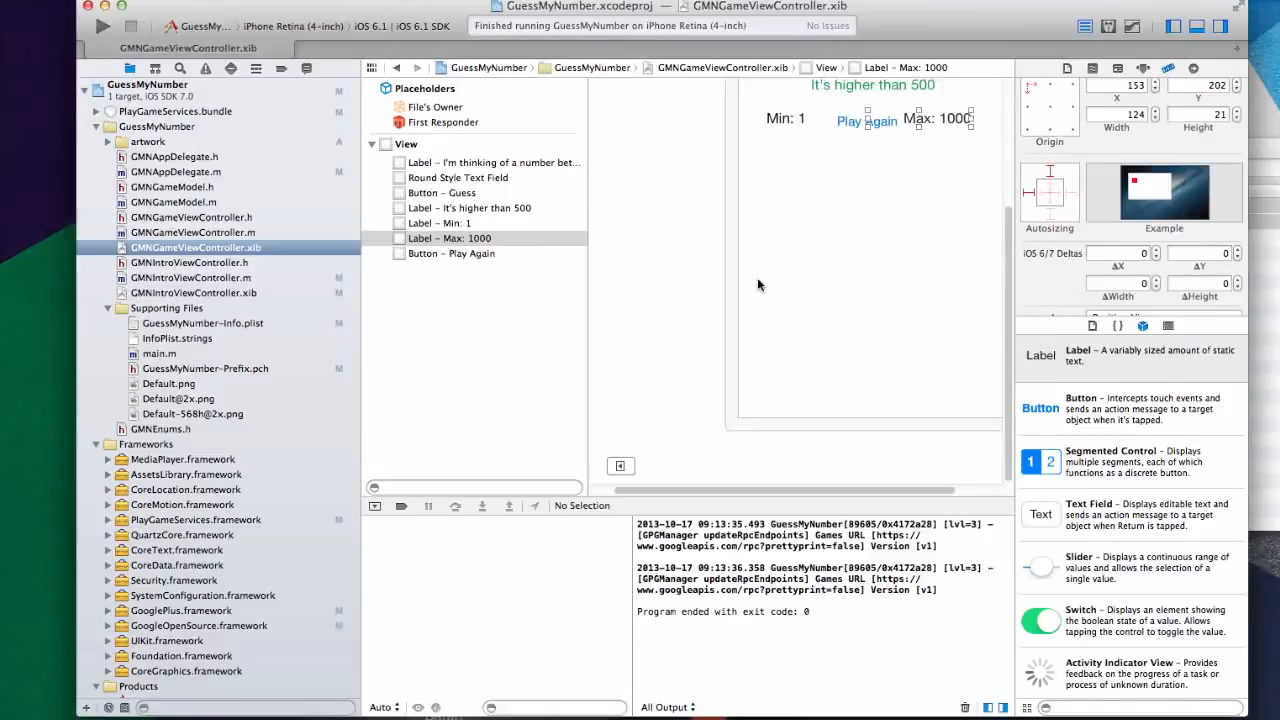 GuessMyNumber.xcodeproj — GMNGameViewController.xib
GuessMy... iPhone Retina (4-inch) iOS 6.1 | iOS 6.1 SDK
Finished running GuessMyNumber on iPhone Retina (4-inch) No Issues
GMNGameViewController.xib
GuessMyNumber GuessMyNumber GMNGameViewController.xib View Label - Max: 1000
GuessMyNumber M
1 target, iOS SDK 7.0
PlayGameServices.bundle M
GuessMyNumber
artwork A
GMNAppDelegate.h
GMNAppDelegate.m
GMNGameModel.h
GMNGameModel.m
GMNGameViewController.h
GMNGameViewController.m
GMNGameViewController.xib
GMNIntroViewController.h
GMNIntroViewController.m M
GMNIntroViewController.xib M
Supporting Files
GuessMyNumber-Info.plist M
InfoPlist.strings
main.m
GuessMyNumber-Prefix.pch M
Default.png
Default@2x.png
Default-568h@2x.png
GMNEnums.h
Frameworks
MediaPlayer.framework
AssetsLibrary.framework
CoreLocation.framework
CoreMotion.framework
PlayGameServices.framework M
QuartzCore.framework
CoreText.framework
CoreData.framework
Security.framework
SystemConfiguration.framework
GooglePlus.framework M
GoogleOpenSource.framework M
UIKit.framework
Foundation.framework
CoreGraphics.framework
Products
Placeholders
File's Owner
First Responder
View
Label - I'm thinking of a number bet...
Round Style Text Field
Button - Guess
Label - It's higher than 500
Label - Min: 1
Label - Max: 1000
Button - Play Again
It's higher than 500
Min: 1 Play Again Max: 1000
No Selection
2013-10-17 09:13:35.493 GuessMyNumber[89605/0x4172a28] [lvl=3] -
[GPGManager updateRpcEndpoints] Games URL [https://
www.googleapis.com/rpc?prettyprint=false] Version [v1]
2013-10-17 09:13:36.358 GuessMyNumber[89605/0x4172a28] [lvl=3] -
[GPGManager updateRpcEndpoints] Games URL [https://
www.googleapis.com/rpc?prettyprint=false] Version [v1]
Program ended with exit code: 0
Auto
All Output
153 202
X Y
124 21
Width Height
Origin
Autosizing Example
iOS 6/7 Deltas 0 0
ΔX ΔY
0 0
ΔWidth ΔHeight
Label Label - A variably sized amount of static
text.
Button Button - Intercepts touch events and
sends an action message to a target
object when it's tapped.
1 2 Segmented Control - Displays
multiple segments, each of which
functions as a discrete button.
Text Text Field - Displays editable text and
sends an action message to a target
object when Return is tapped.
Slider - Displays a continuous range of
values and allows the selection of a
single value.
Switch - Displays an element showing
the boolean state of a value. Allows
tapping the control to toggle the value.
Activity Indicator View - Provides
feedback on the progress of a task or
process of unknown duration.